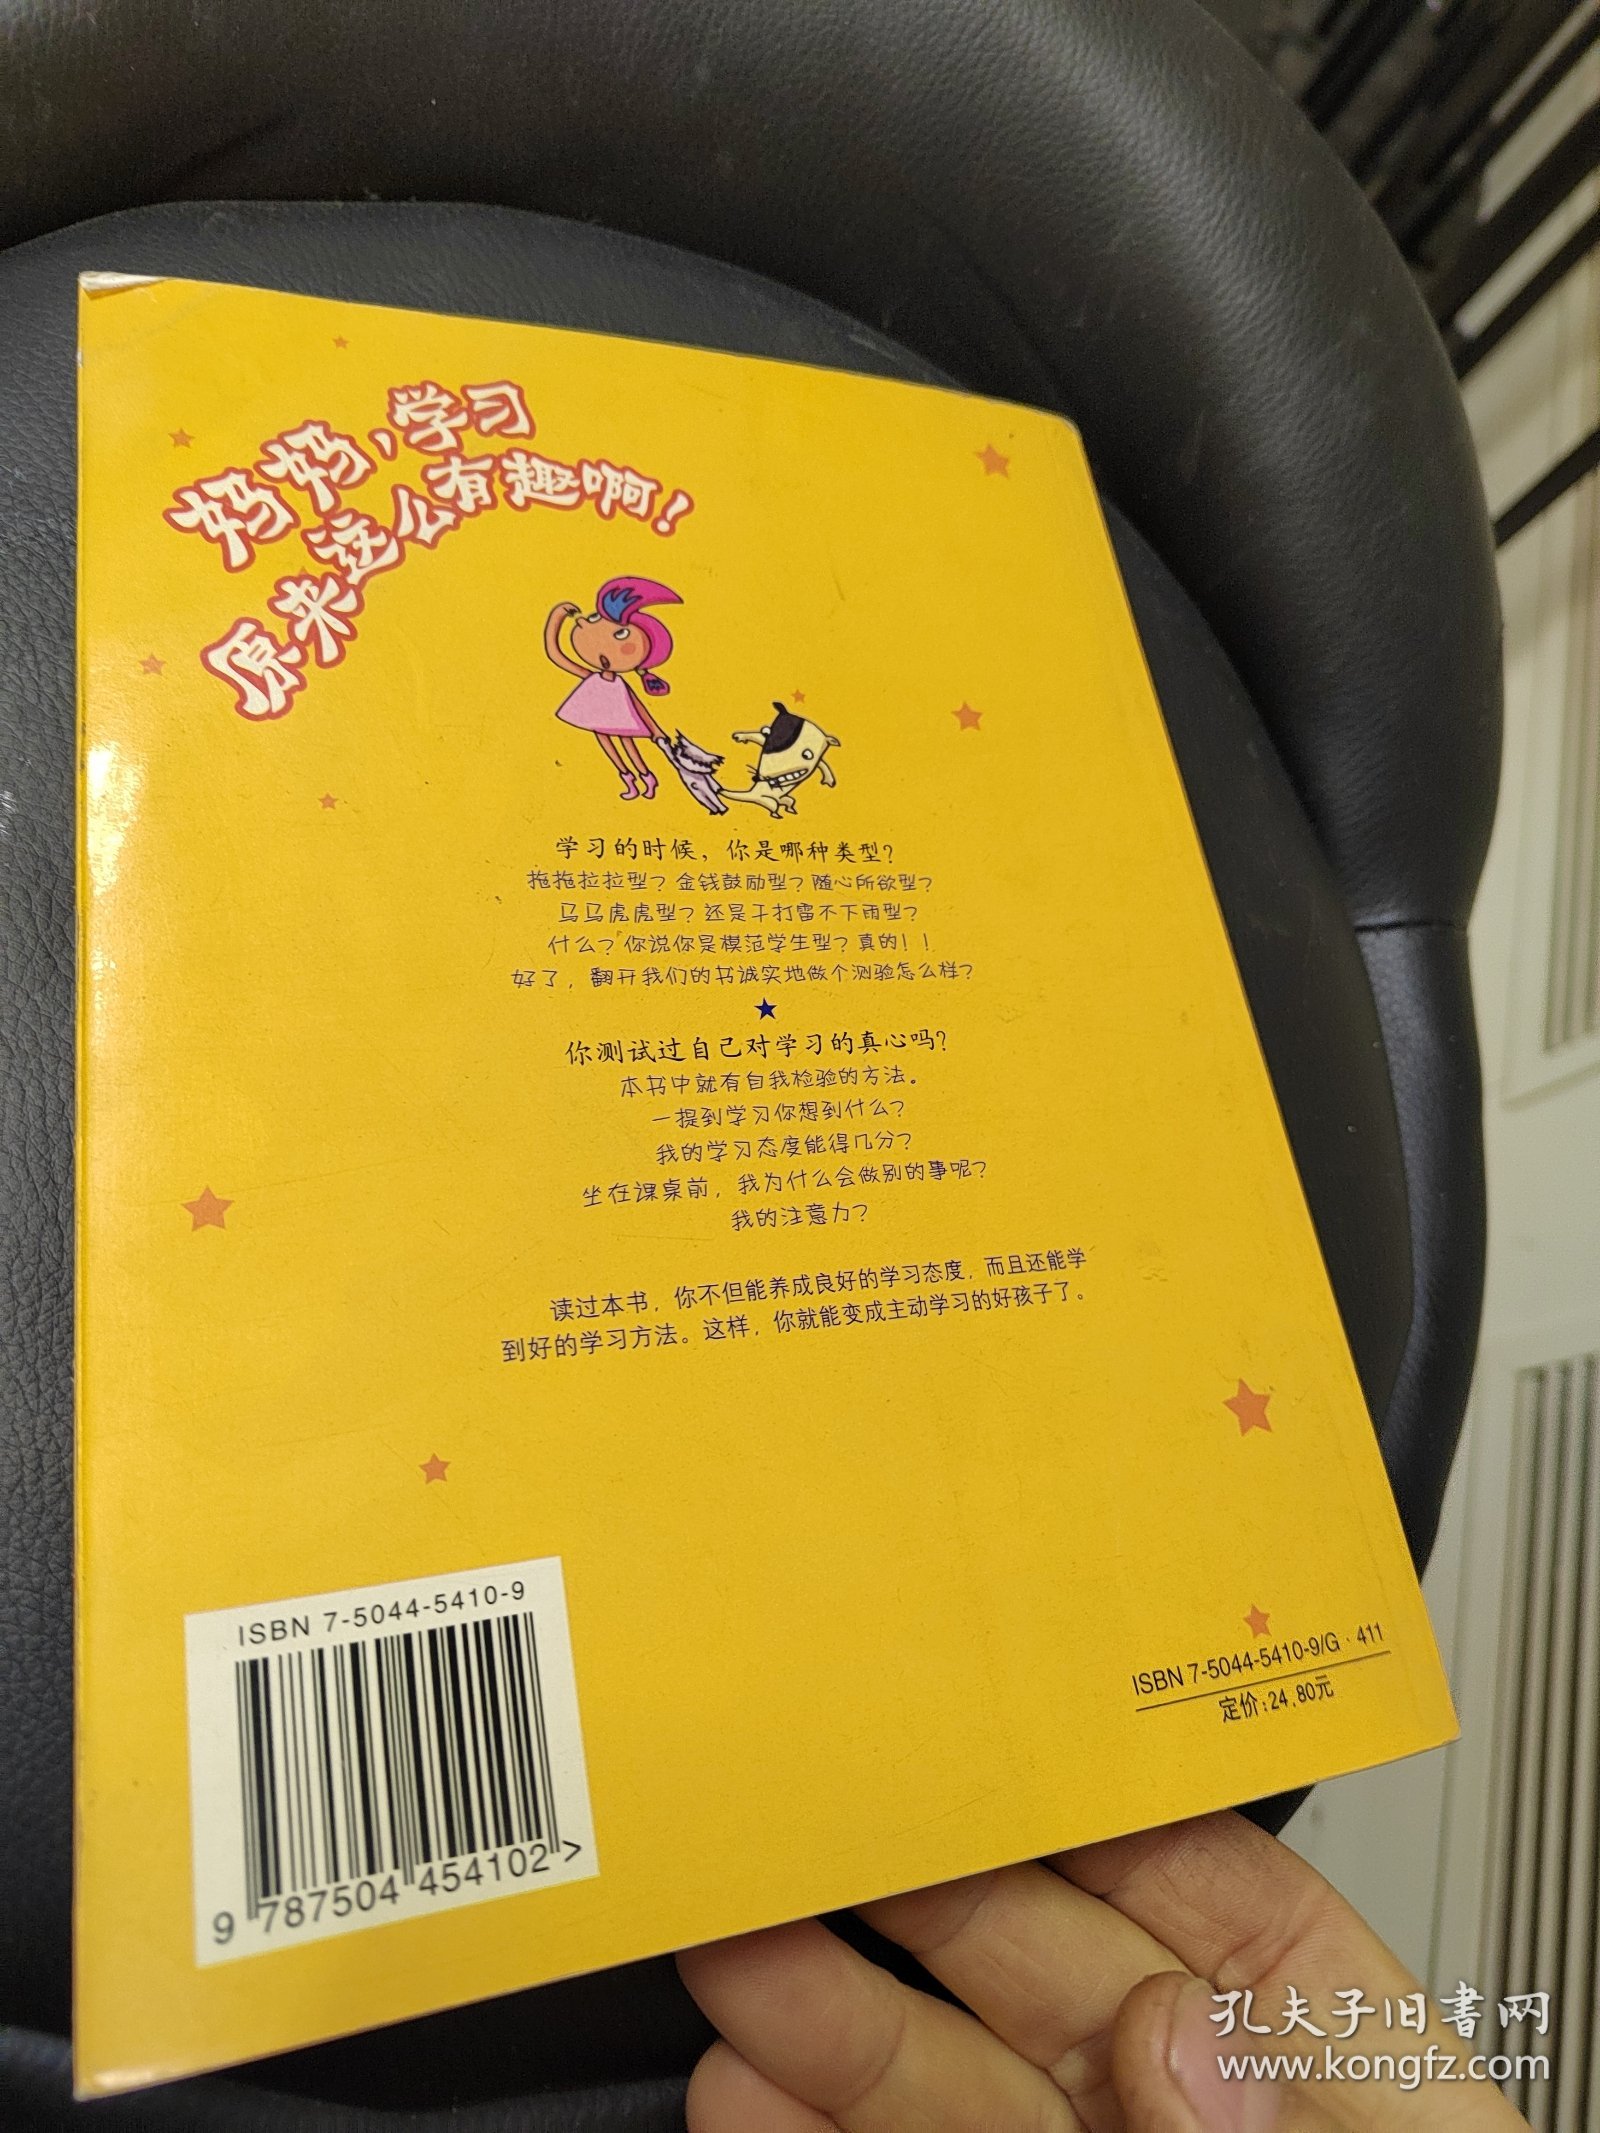 妈妈，学习
原来这么有趣啊！
学习的时候，你是哪种类型？
拖拖拉拉型？金钱鼓励型？随心所欲型？
马马虎虎型？还是干打雷不下雨型？
什么？你说你是模范学生型？真的！！
好了，翻开我们的书诚实地做个测验怎么样？
★
你测试过自己对学习的真心吗？
本书中就有自我检验的方法。
一提到学习你想到什么？
我的学习态度能得几分？
坐在课桌前，我为什么会做别的事呢？
我的注意力？
读过本书，你不但能养成良好的学习态度，而且还能学
到好的学习方法。这样，你就能变成主动学习的好孩子了。
ISBN 7-5044-5410-9
9 787504 454102 >
ISBN 7-5044-5410-9/G·411
定价：24.80元
孔夫子旧書网
www.kongfz.com